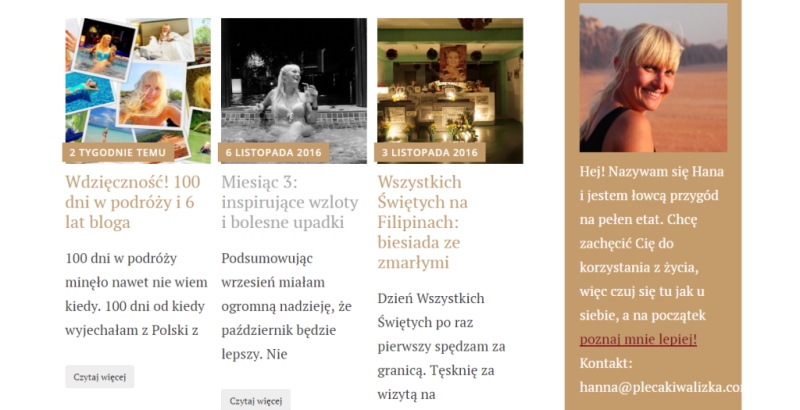 2 TYGODNIE TEMU
Wdzięczność! 100
dni w podróży i 6
lat bloga
100 dni w podróży
minęło nawet nie wiem
kiedy. 100 dni od kiedy
wyjechałam z Polski z
Czytaj więcej
6 LISTOPADA 2016
Miesiąc 3:
inspirujące wzloty
i bolesne upadki
Podsumowując
wrzesień miałam
ogromną nadzieję, że
październik będzie
lepszy. Nie
Czytaj więcej
3 LISTOPADA 2016
Wszystkich
Świętych na
Filipinach:
biesiada ze
zmarłymi
Dzień Wszystkich
Świętych po raz
pierwszy spędzam za
granicą. Tęsknię za
wizytą na
Hej! Nazywam się Hana
i jestem łowcą przygód
na pełen etat. Chcę
zachęcić Cię do
korzystania z życia,
więc czuj się tu jak u
siebie, a na początek
poznaj mnie lepiej!
Kontakt:
hanna@plecakiwalizka.co